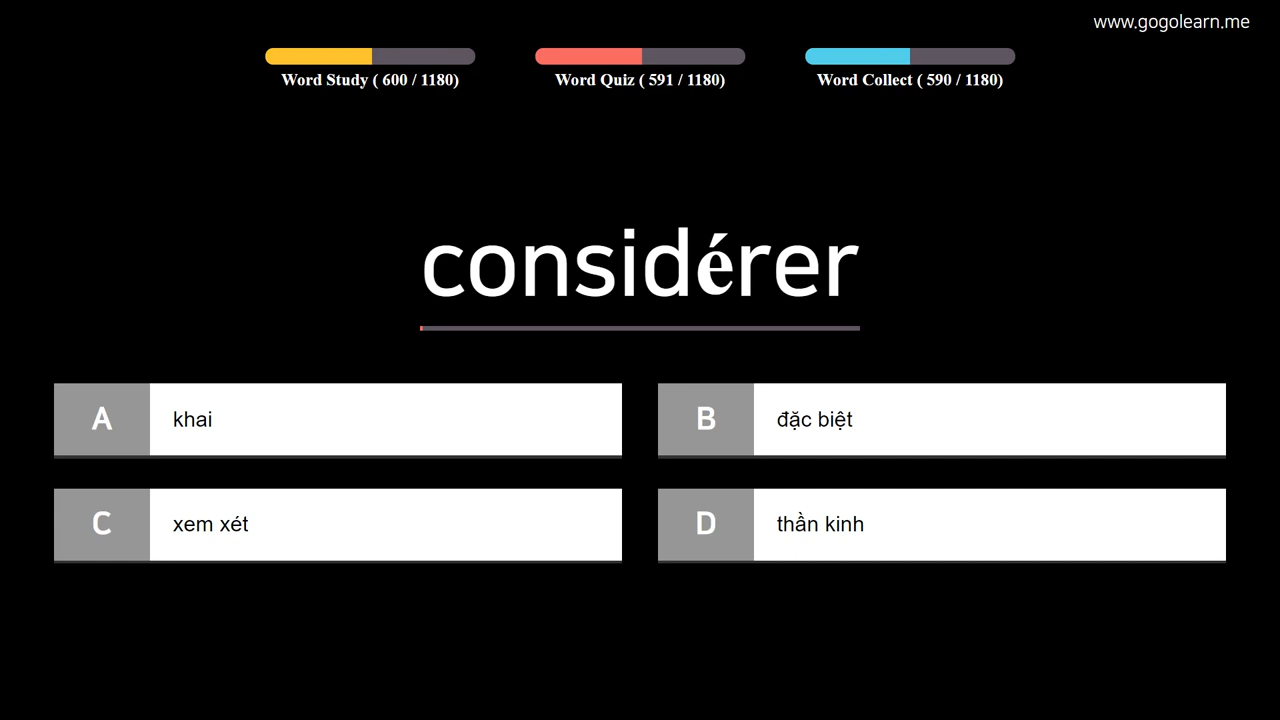 www.gogolearn.me
Word Study ( 600 / 1180)
Word Quiz ( 591 / 1180)
Word Collect ( 590 / 1180)
considérer
A khai
B đặc biệt
C xem xét
D thần kinh